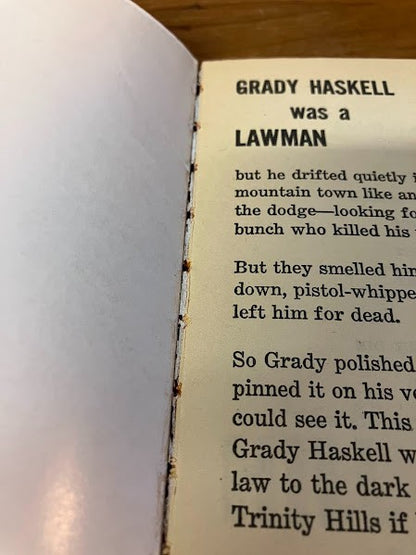 GRADY HASKELL
was a
LAWMAN
but he drifted quietly
mountain town like an
the dodge—looking fo
bunch who killed his
But they smelled him
down, pistol-whippe
left him for dead.
So Grady polished
pinned it on his ve
could see it. This
Grady Haskell w
law to the dark
Trinity Hills if